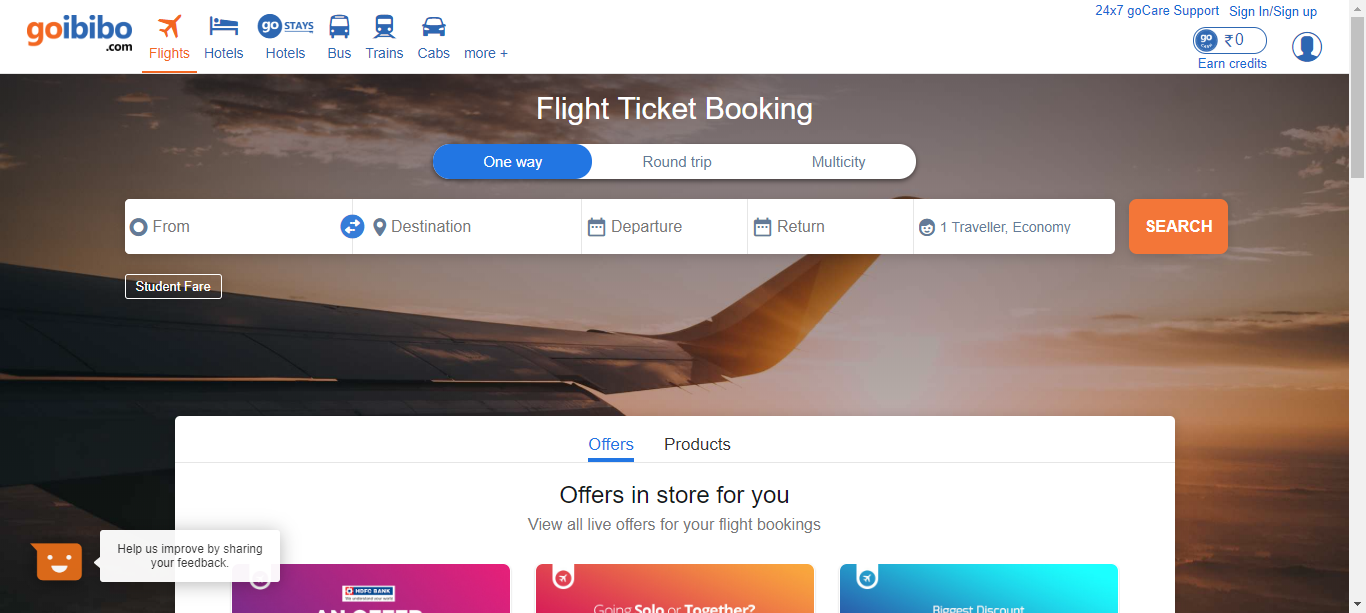 24x7 goCare Support Sign In/Sign up
goibibo
.com
go STAYS
Flights Hotels Hotels Bus Trains Cabs more +
go cash ₹0
Earn credits
Flight Ticket Booking
One way Round trip Multicity
From Destination Departure Return 1 Traveller, Economy SEARCH
Student Fare
Offers Products
Offers in store for you
View all live offers for your flight bookings
Help us improve by sharing
your feedback.
HDFC BANK
We understand your world
AN OFFER
Going Solo or Together?
Biggest Discount